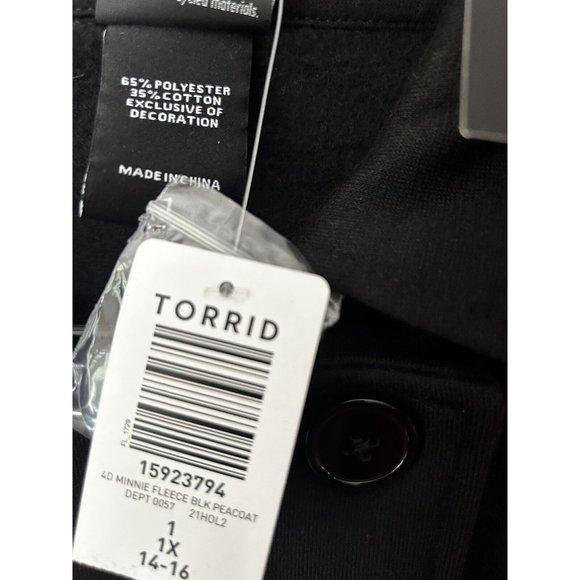 cycled materials.
65% POLYESTER
35% COTTON
EXCLUSIVE OF
DECORATION
MADE IN CHINA
TORRID
FL_1729
15923794
4D MINNIE FLEECE BLK PEACOAT
DEPT 0057 21HOL2
1
1X
14-16